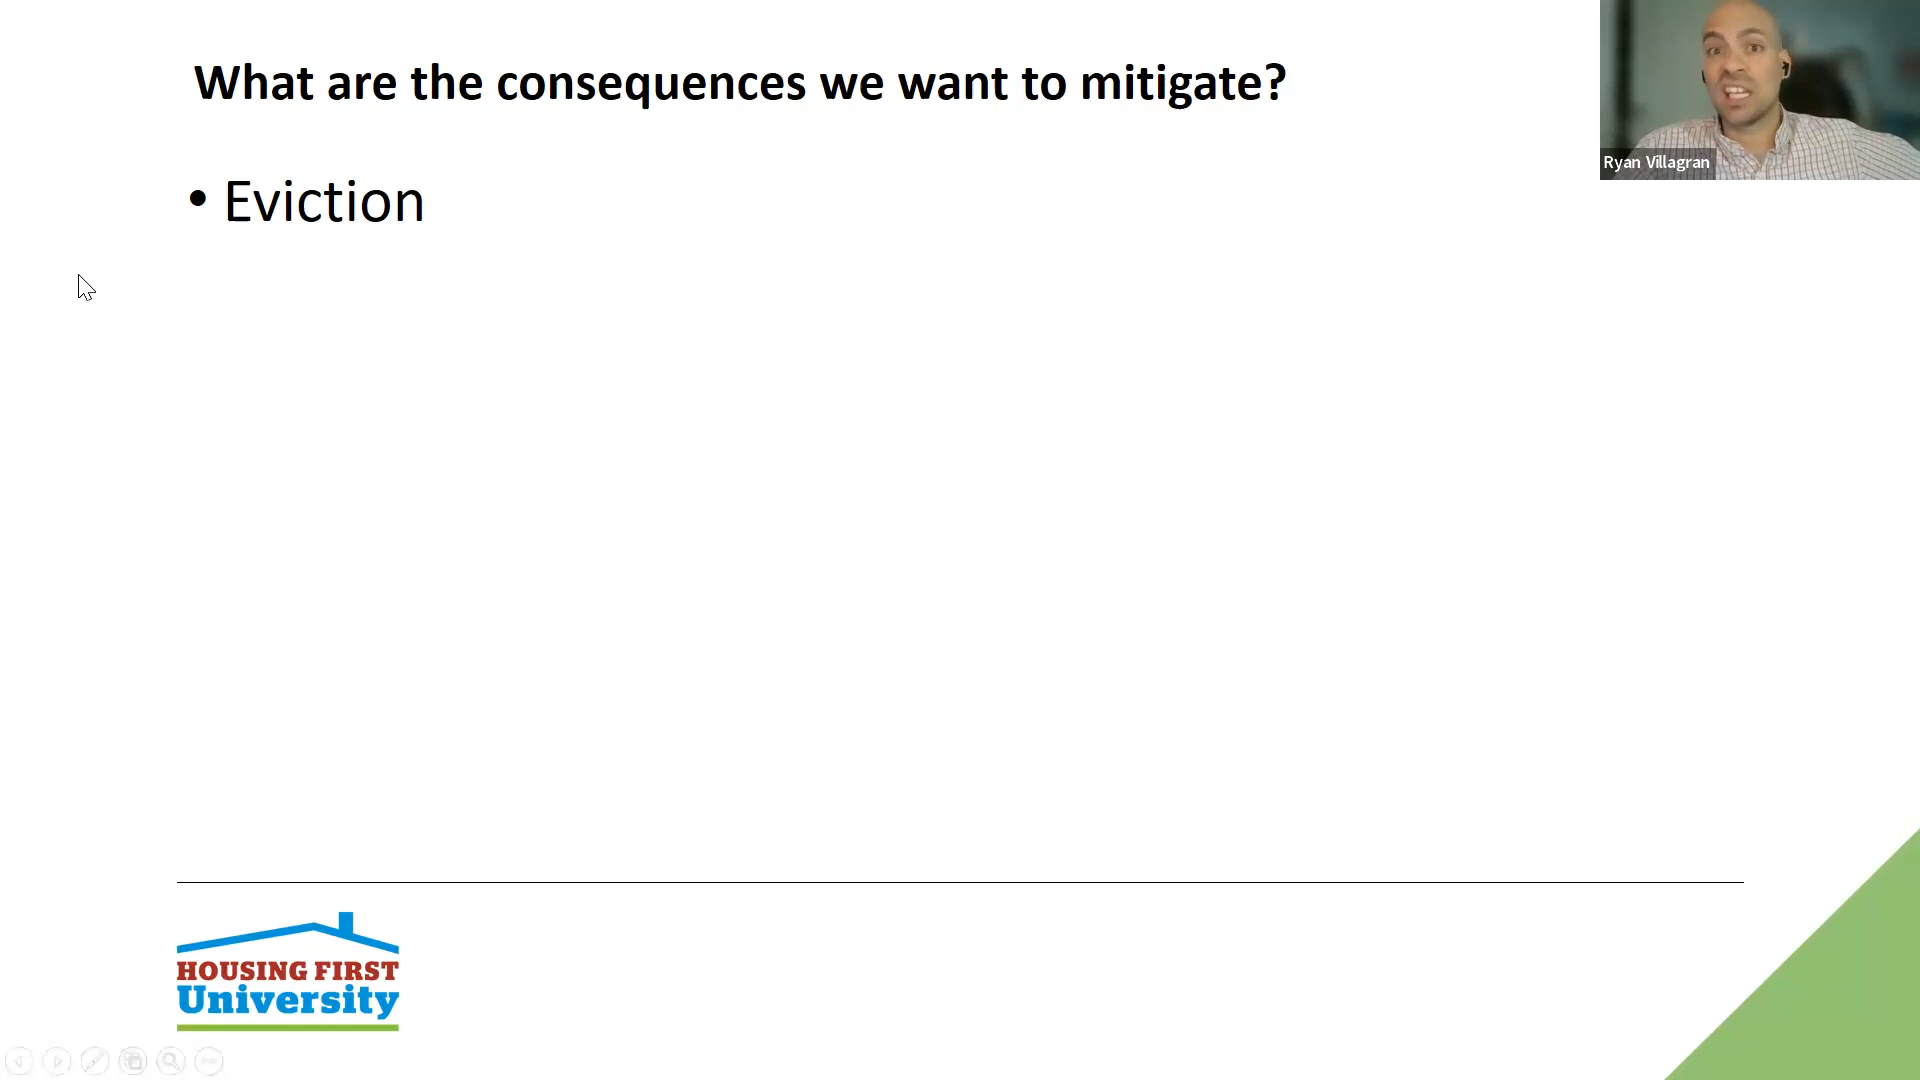 What are the consequences we want to mitigate?
Ryan Villagran
• Eviction
HOUSING FIRST
University